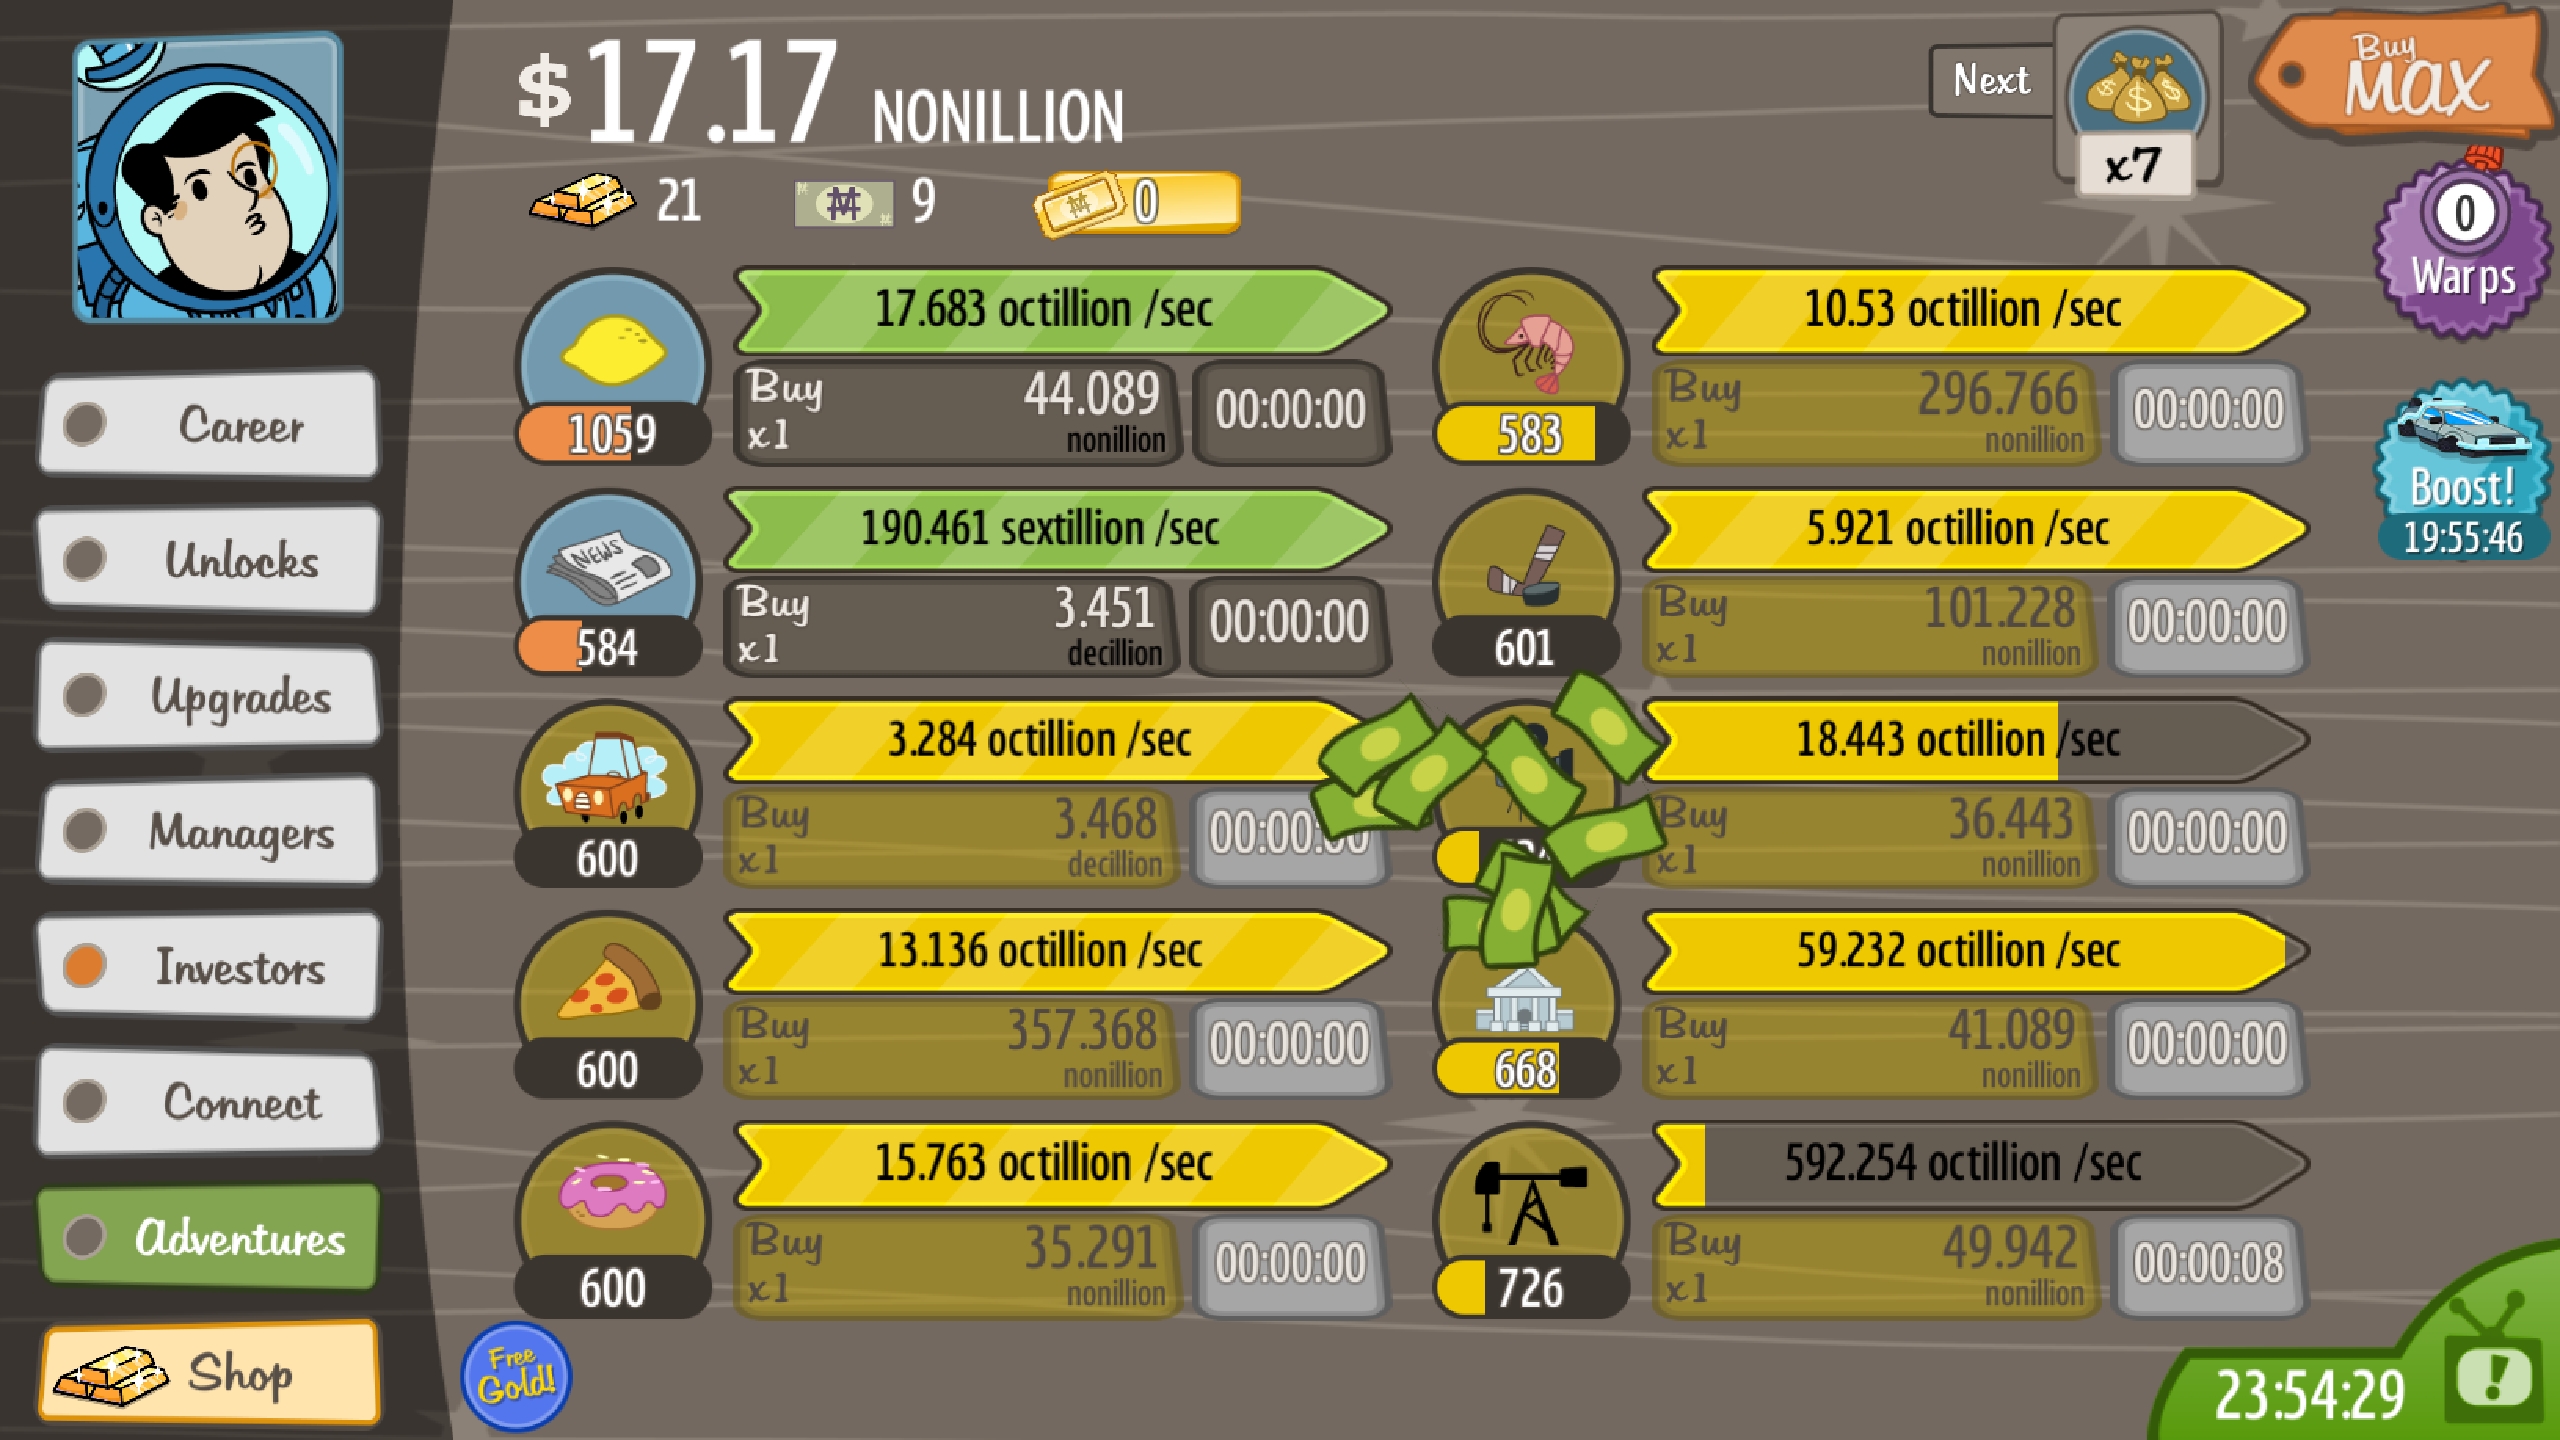 $17.17 NONILLION
Next
x7
Buy
MAX
21
9
0
0
Warps
Boost!
19:55:46
Career
Unlocks
Upgrades
Managers
Investors
Connect
Adventures
Shop
17.683 octillion /sec
Buy
x1
44.089
nonillion
00:00:00
1059
10.53 octillion /sec
Buy
x1
296.766
nonillion
00:00:00
583
190.461 sextillion /sec
NEWS
Buy
x1
3.451
decillion
00:00:00
584
5.921 octillion /sec
Buy
x1
101.228
nonillion
00:00:00
601
3.284 octillion /sec
Buy
x1
3.468
decillion
600
18.443 octillion /sec
Buy
x1
36.443
nonillion
00:00:00
13.136 octillion /sec
Buy
x1
357.368
nonillion
00:00:00
600
59.232 octillion /sec
Buy
x1
41.089
nonillion
00:00:00
668
15.763 octillion /sec
Buy
x1
35.291
nonillion
00:00:00
600
592.254 octillion /sec
Buy
x1
49.942
nonillion
00:00:08
726
Free
Gold!
23:54:29